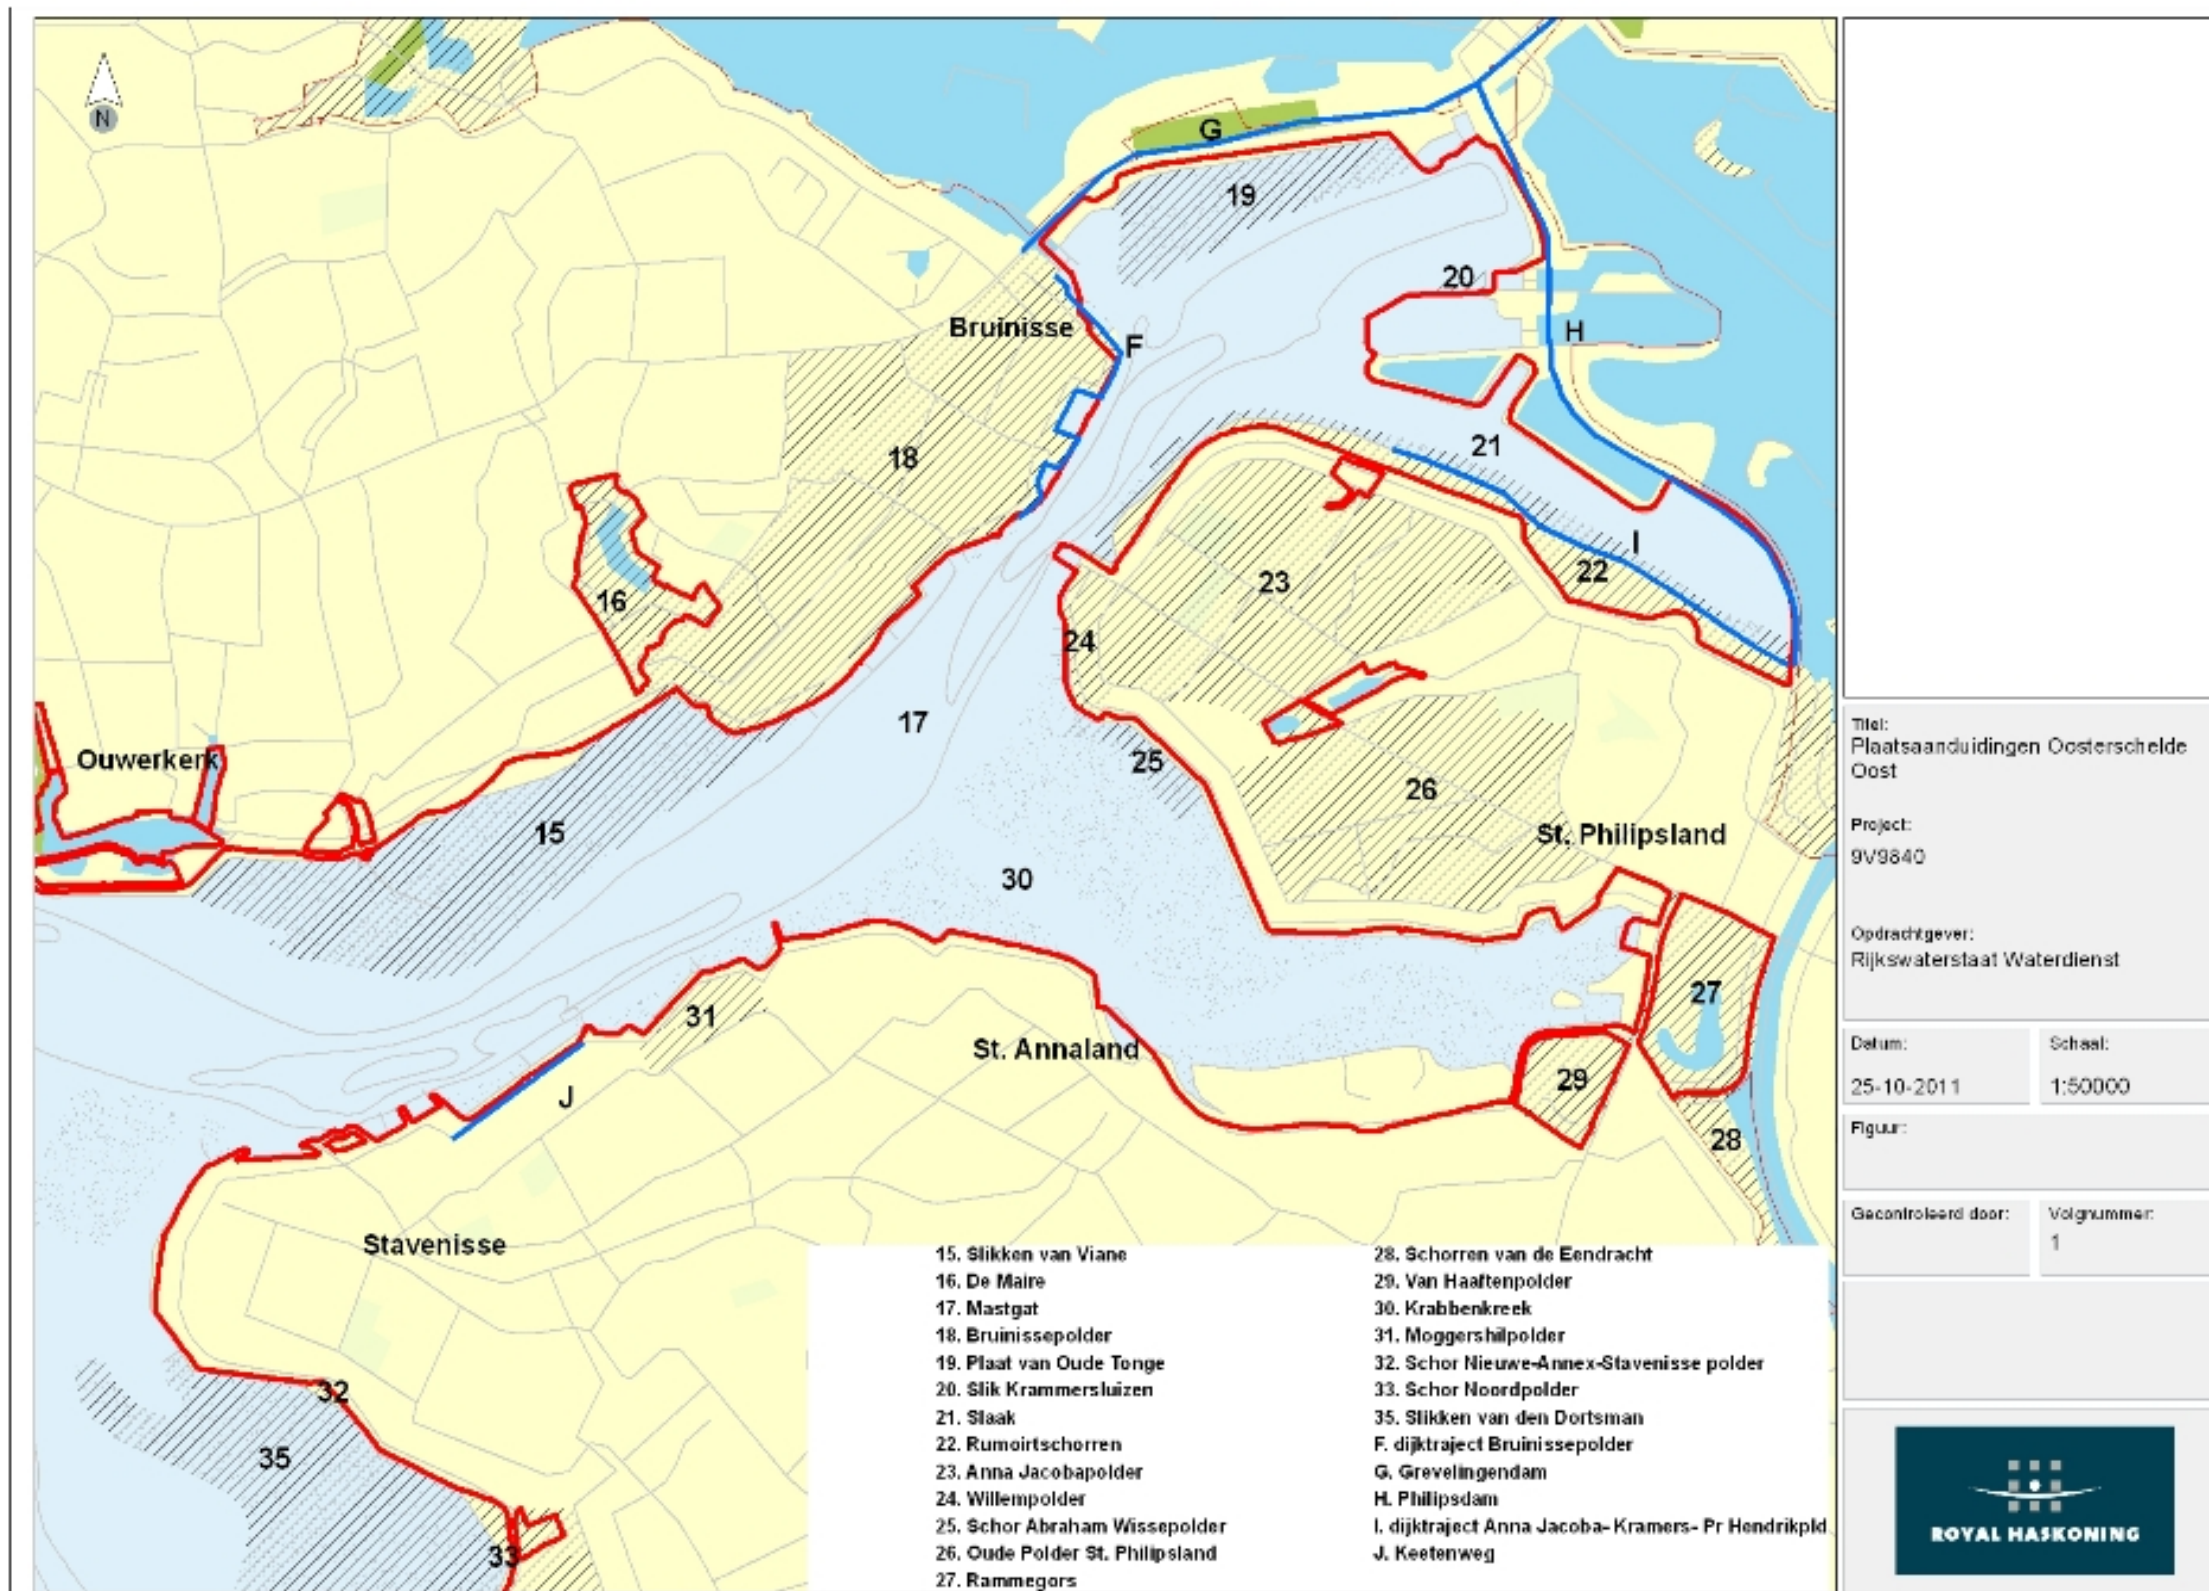 N
G
19
20
Bruinisse
F
H
18
21
I
22
16
23
24
17
Ouwerkerk
25
26
15
St. Philipsland
30
27
31
St. Annaland
29
J
28
Stavenisse
32
35
33
15. Slikken van Viane
16. De Maire
17. Mastgat
18. Bruinissepolder
19. Plaat van Oude Tonge
20. Slik Krammersluizen
21. Slaak
22. Rumoirtschorren
23. Anna Jacobapolder
24. Willempolder
25. Schor Abraham Wissepolder
26. Oude Polder St. Philipsland
27. Rammegors
28. Schorren van de Eendracht
29. Van Haaftenpolder
30. Krabbenkreek
31. Moggershilpolder
32. Schor Nieuwe-Annex-Stavenisse polder
33. Schor Noordpolder
35. Slikken van den Dortsman
F. dijktraject Bruinissepolder
G. Grevelingendam
H. Philipsdam
I. dijktraject Anna Jacoba- Kramers- Pr Hendrikpld
J. Keetenweg
Titel:
Plaatsaanduidingen Oosterschelde
Oost
Project:
9V9840
Opdrachtgever:
Rijkswaterstaat Waterdienst
Datum:
25-10-2011
Schaal:
1:50000
Figuur:
Gecontroleerd door:
Volgnummer:
1
ROYAL HASKONING